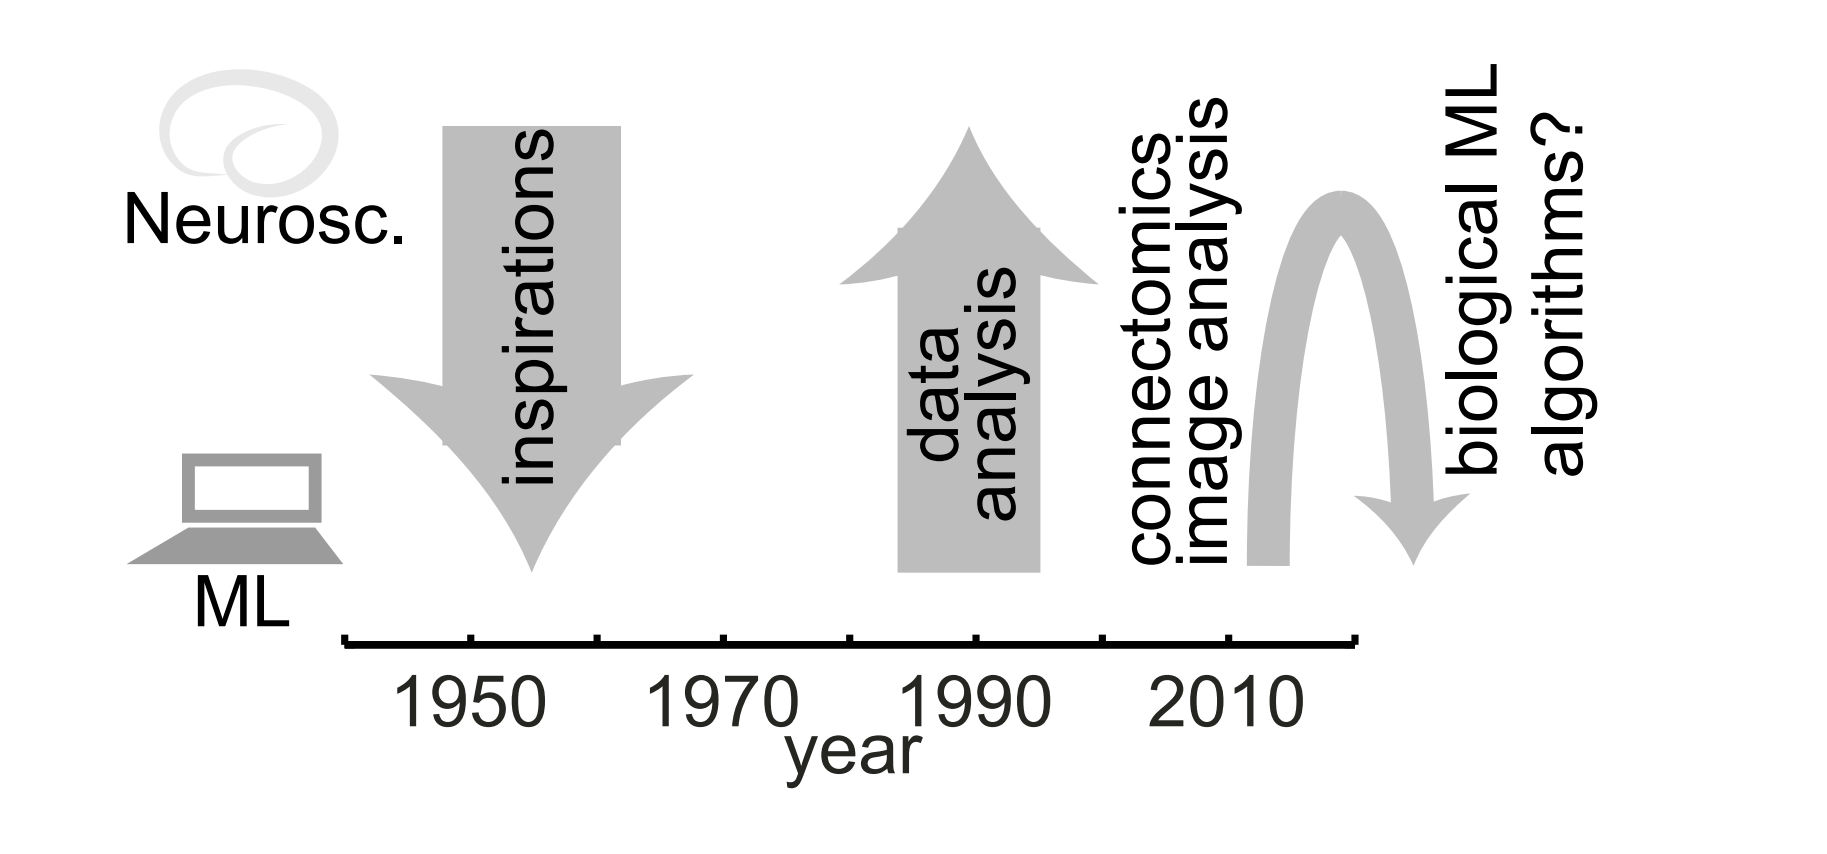 Neurosc.
ML
inspirations
data
analysis
connectomics
image analysis
biological ML
algorithms?
1950
1970
1990
2010
year